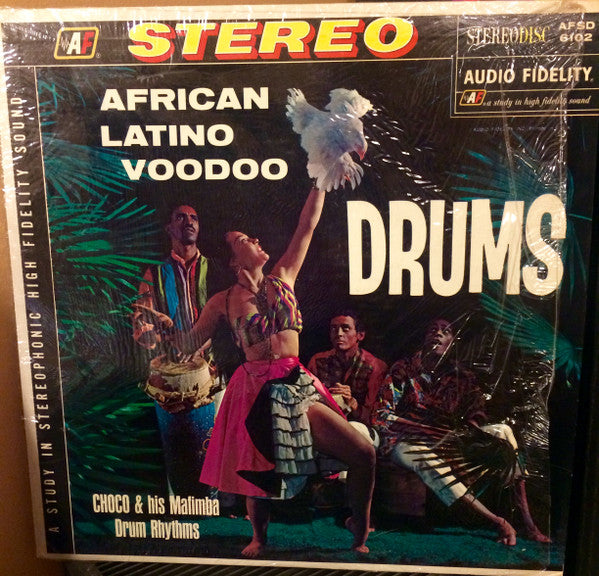 AF
STEREO
STEREODISC
AFSD
6102
AUDIO FIDELITY®
AF a study in high fidelity sound
AFRICAN
LATINO
VOODOO
DRUMS
CHOCO & his Mafimba
Drum Rhythms
A STUDY IN STEREOPHONIC HIGH FIDELITY SOUND